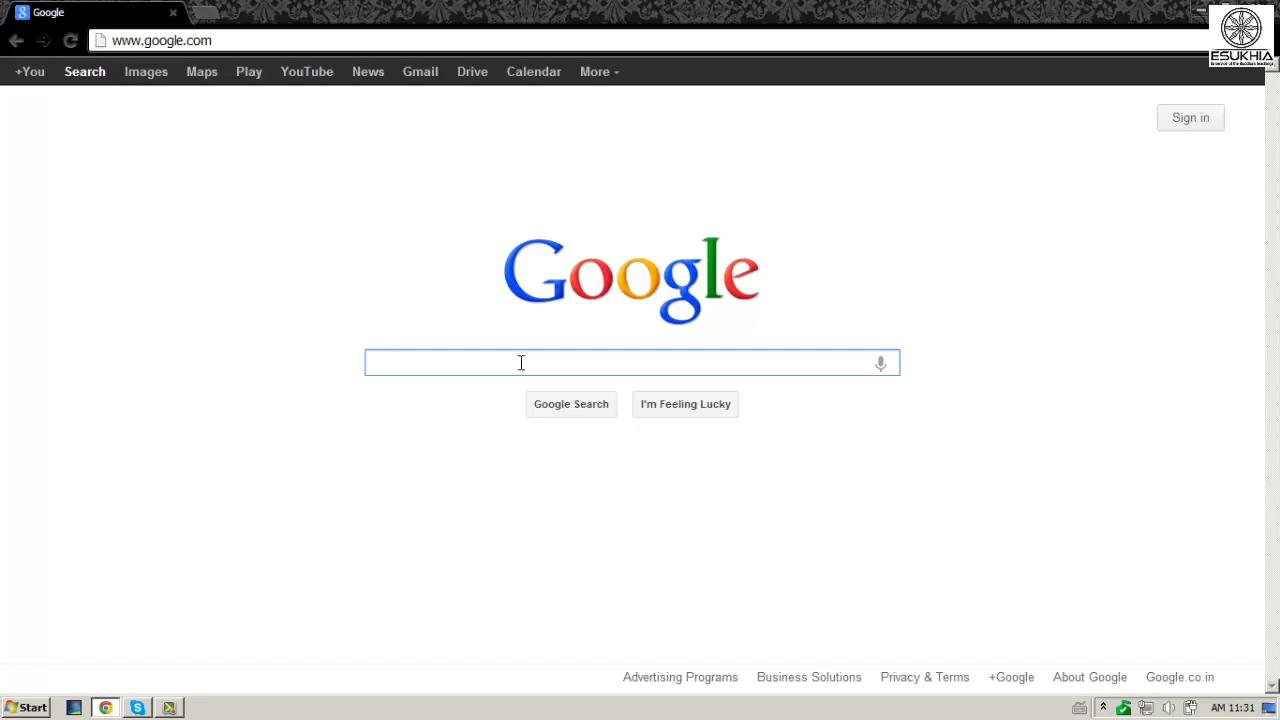 Google
www.google.com
ESUKHIA
+You Search Images Maps Play YouTube News Gmail Drive Calendar More
Sign in
Google
Google Search I'm Feeling Lucky
Advertising Programs Business Solutions Privacy & Terms +Google About Google Google.co.in
Start AM 11:31